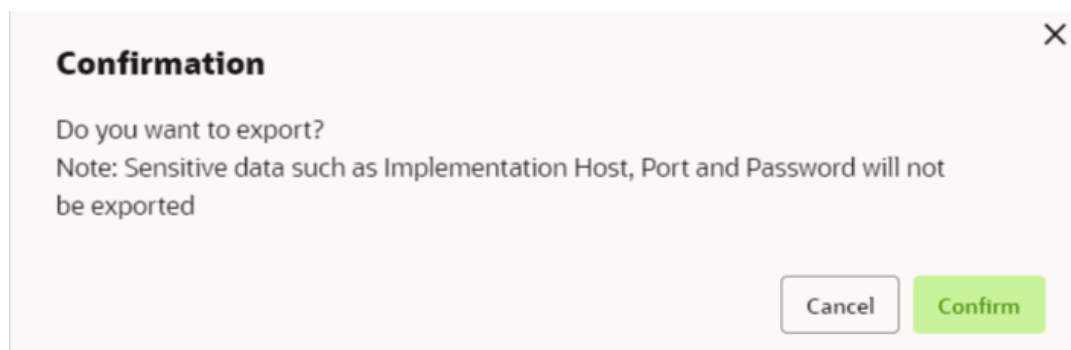 Confirmation
Do you want to export?
Note: Sensitive data such as Implementation Host, Port and Password will not
be exported
Cancel
Confirm